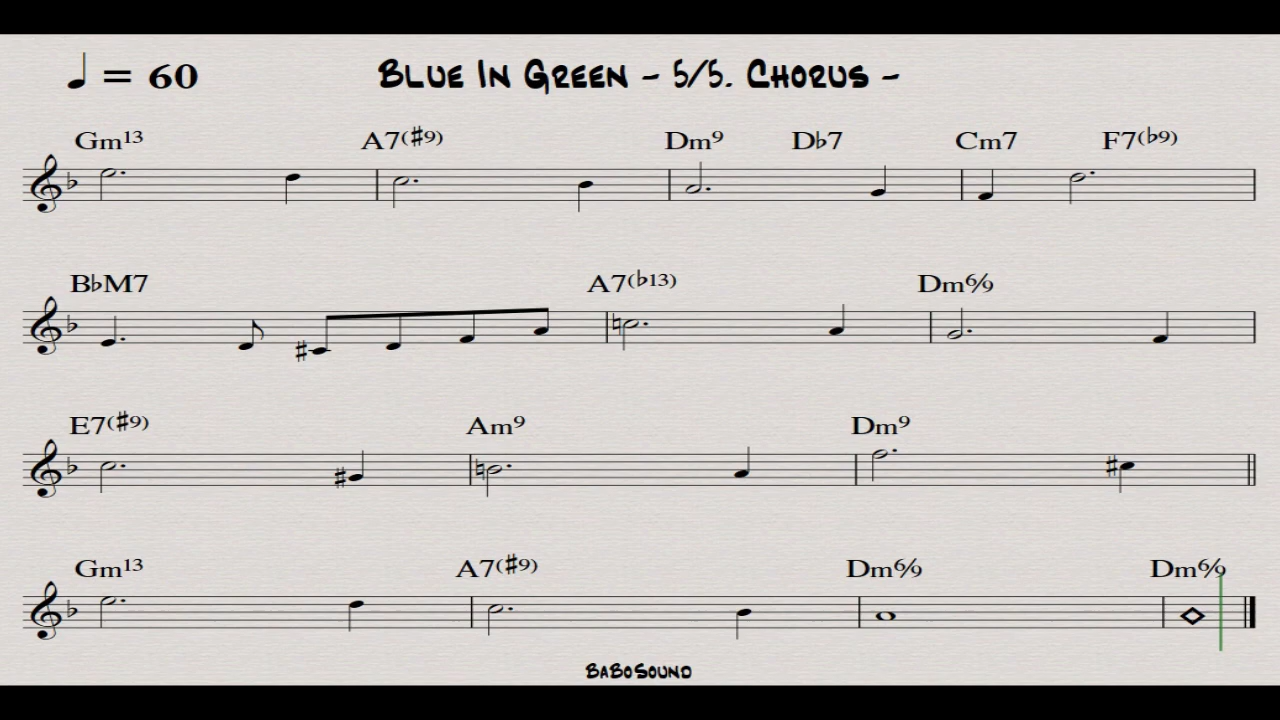 ♩ = 60 BLUE IN GREEN - 5/5. CHORUS -
Gm13 A7(♯9) Dm9 D♭7 Cm7 F7(♭9)
B♭M7 A7(♭13) Dm6/9
E7(♯9) Am9 Dm9
Gm13 A7(♯9) Dm6/9 Dm6/9
BABOSOUND